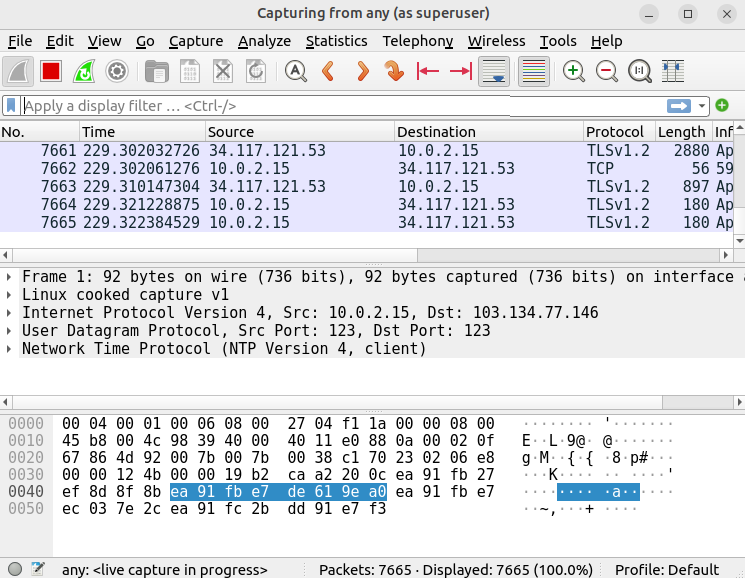 Capturing from any (as superuser)
File Edit View Go Capture Analyze Statistics Telephony Wireless Tools Help
Apply a display filter … <Ctrl-/>
No. Time Source Destination Protocol Length Inf
7661 229.302032726 34.117.121.53 10.0.2.15 TLSv1.2 2880 Ap
7662 229.302061276 10.0.2.15 34.117.121.53 TCP 56 59
7663 229.310147304 34.117.121.53 10.0.2.15 TLSv1.2 897 Ap
7664 229.321228875 10.0.2.15 34.117.121.53 TLSv1.2 180 Ap
7665 229.322384529 10.0.2.15 34.117.121.53 TLSv1.2 180 Ap
Frame 1: 92 bytes on wire (736 bits), 92 bytes captured (736 bits) on interface a
Linux cooked capture v1
Internet Protocol Version 4, Src: 10.0.2.15, Dst: 103.134.77.146
User Datagram Protocol, Src Port: 123, Dst Port: 123
Network Time Protocol (NTP Version 4, client)
0000 00 04 00 01 00 06 08 00 27 04 f1 1a 00 00 08 00 ········ '·······
0010 45 b8 00 4c 98 39 40 00 40 11 e0 88 0a 00 02 0f E··L·9@· @·······
0020 67 86 4d 92 00 7b 00 7b 00 38 c1 70 23 02 06 e8 g·M··{·{ ·8·p#···
0030 00 00 12 4b 00 00 19 b2 ca a2 20 0c ea 91 fb 27 ···K···· ·· ····'
0040 ef 8d 8f 8b ea 91 fb e7 de 61 9e a0 ea 91 fb e7 ········ ·a······
0050 ec 03 7e 2c ea 91 fc 2b dd 91 e7 f3 ··~,···+ ····
any: <live capture in progress> Packets: 7665 · Displayed: 7665 (100.0%) Profile: Default